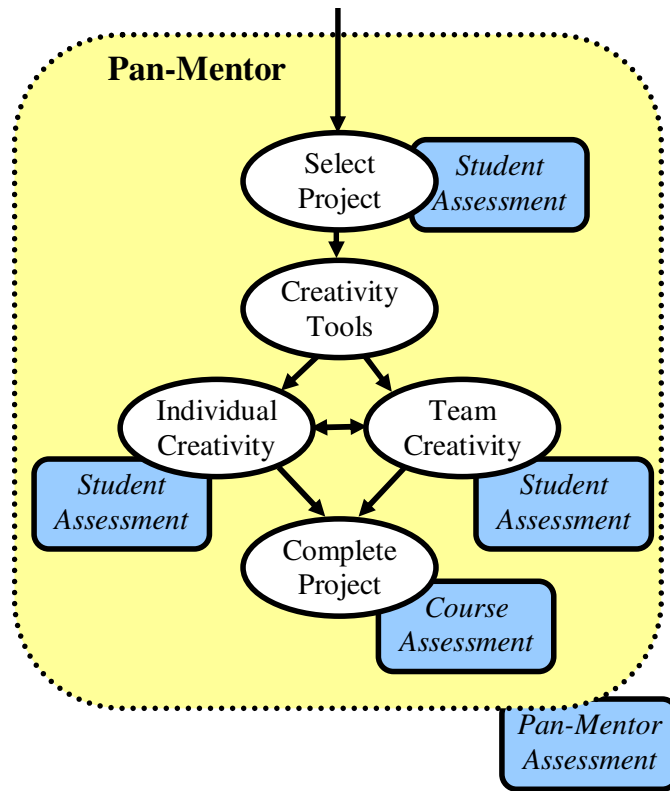 Pan-Mentor
Select
Project
Student
Assessment
Creativity
Tools
Individual
Creativity
Team
Creativity
Student
Assessment
Student
Assessment
Complete
Project
Course
Assessment
Pan-Mentor
Assessment